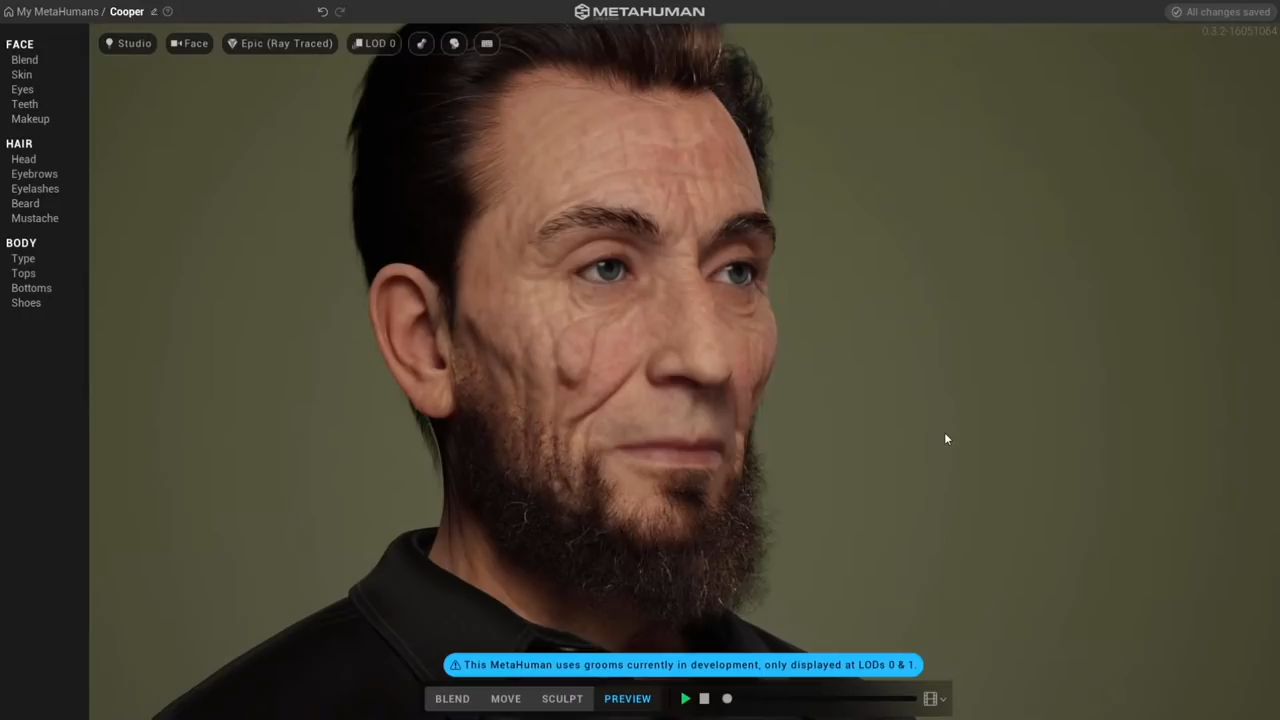 My MetaHumans / Cooper
METAHUMAN
All changes saved
0.3.2-16051064
Studio
Face
Epic (Ray Traced)
LOD 0
FACE
Blend
Skin
Eyes
Teeth
Makeup
HAIR
Head
Eyebrows
Eyelashes
Beard
Mustache
BODY
Type
Tops
Bottoms
Shoes
This MetaHuman uses grooms currently in development, only displayed at LODs 0 & 1.
BLEND
MOVE
SCULPT
PREVIEW